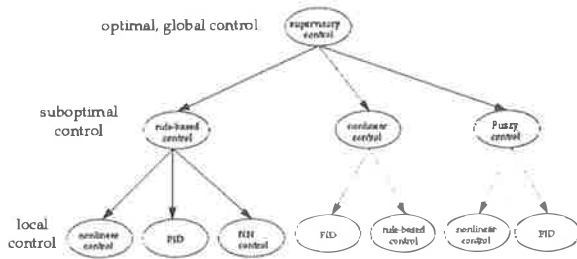 optimal, global control
supervisory
control
suboptimal
control
rule-based
control
nonlinear
control
Fuzzy
control
local
control
nonlinear
control
PID
NN
control
PID
rule-based
control
nonlinear
control
PID